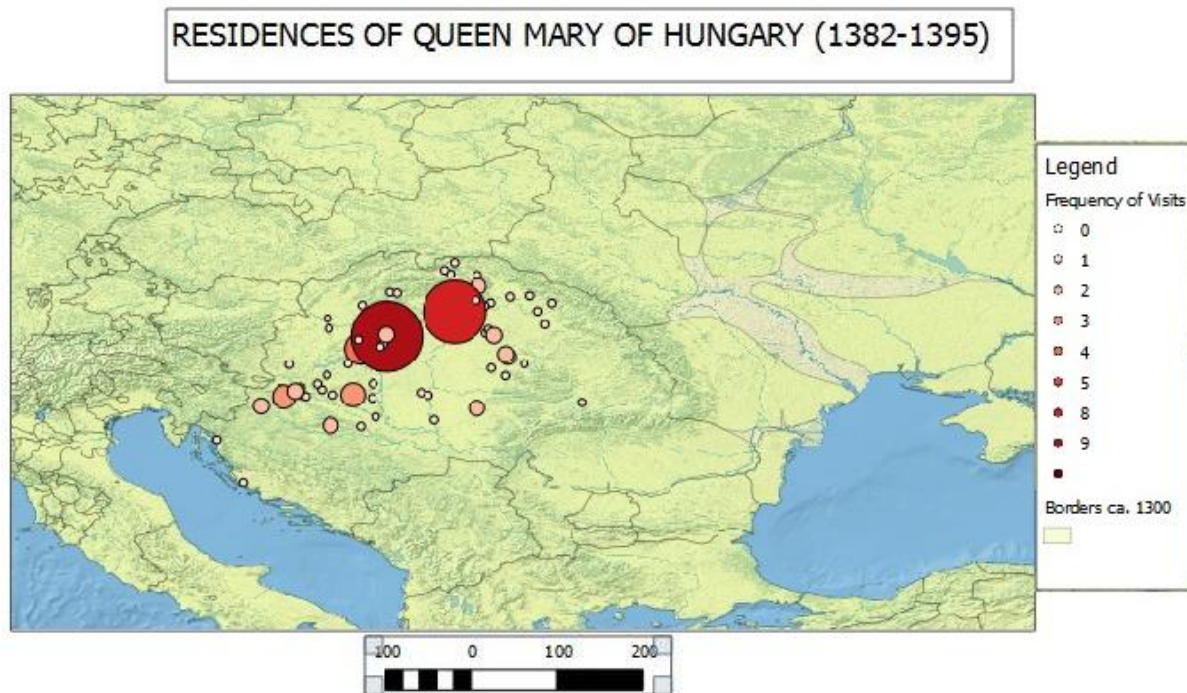 RESIDENCES OF QUEEN MARY OF HUNGARY (1382-1395)
Legend
Frequency of Visits
0
1
2
3
4
5
8
9
Borders ca. 1300
100 0 100 200